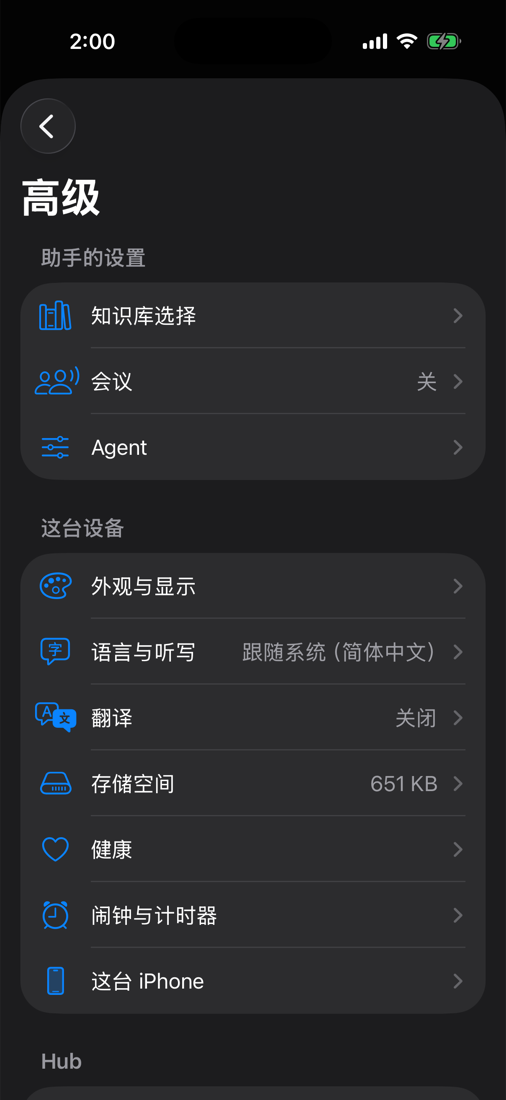 2:00
高级
助手的设置
知识库选择
会议 关
Agent
这台设备
外观与显示
字
语言与听写 跟随系统（简体中文）
A 文
翻译 关闭
存储空间 651 KB
健康
闹钟与计时器
这台 iPhone
Hub